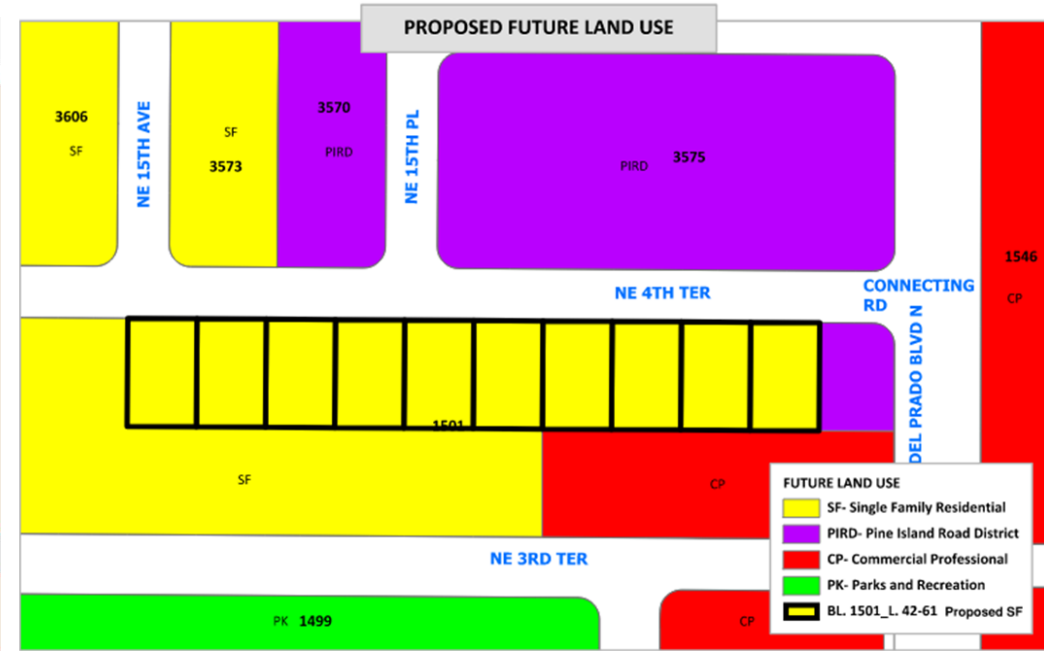 PROPOSED FUTURE LAND USE
3606
SF
NE 15TH AVE
SF
3573
3570
PIRD
NE 15TH PL
PIRD 3575
1546
CP
NE 4TH TER
CONNECTING
RD
DEL PRADO BLVD N
1501
SF
CP
NE 3RD TER
PK 1499
CP
FUTURE LAND USE
SF- Single Family Residential
PIRD- Pine Island Road District
CP- Commercial Professional
PK- Parks and Recreation
BL. 1501_L. 42-61 Proposed SF